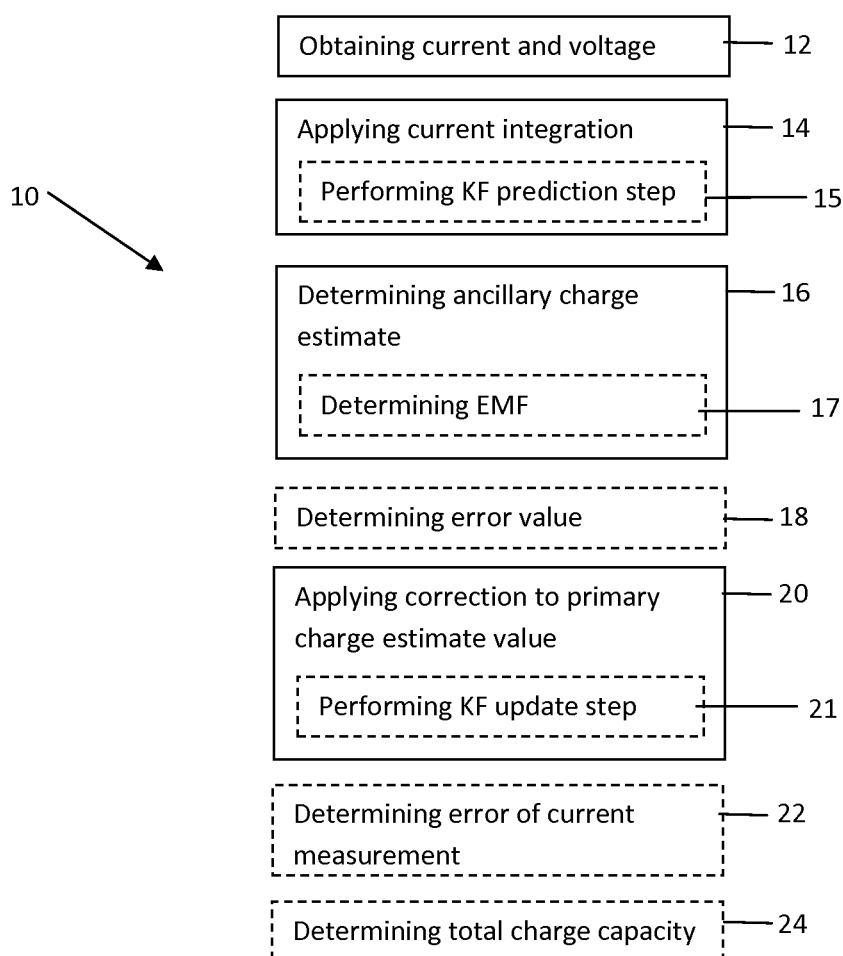 Obtaining current and voltage 12
Applying current integration 14
Performing KF prediction step 15
10
Determining ancillary charge 16
estimate
Determining EMF 17
Determining error value 18
Applying correction to primary 20
charge estimate value
Performing KF update step 21
Determining error of current 22
measurement
Determining total charge capacity 24